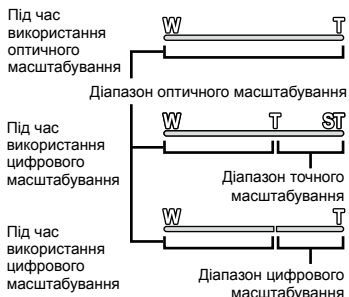 Під час
використання
оптичного
масштабування
W T
Діапазон оптичного масштабування
Під час
використання
цифрового
масштабування
W T ST
Діапазон точного
масштабування
Під час
використання
цифрового
масштабування
W T
Діапазон цифрового
масштабування